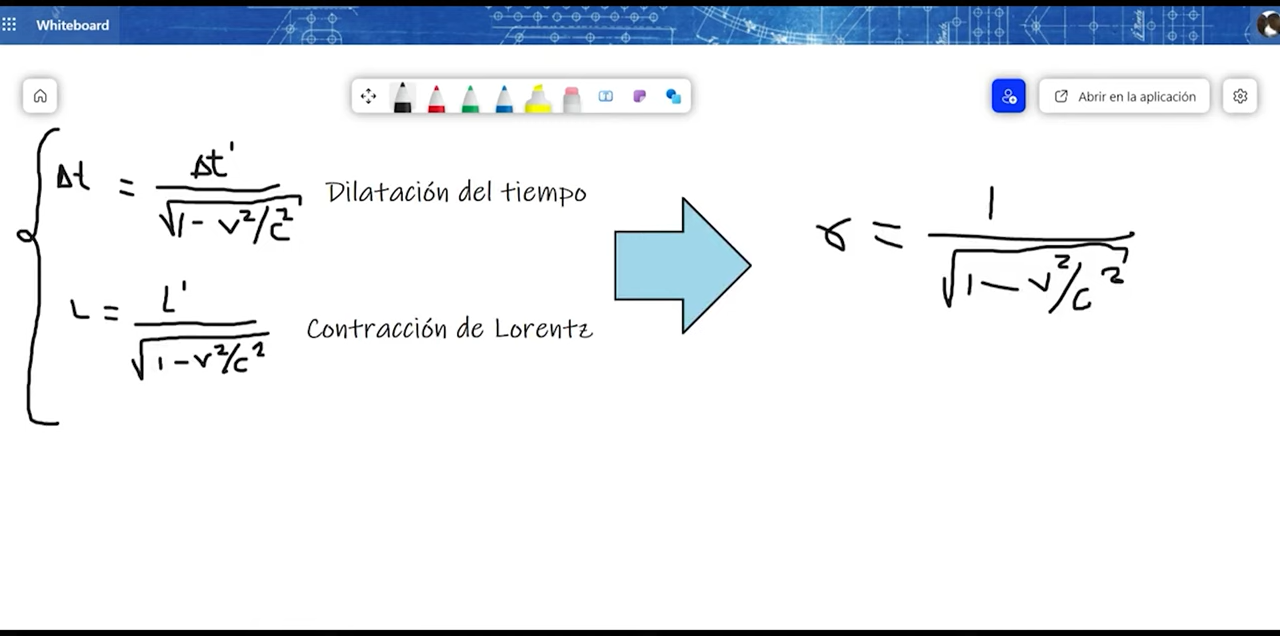 Whiteboard
Abrir en la aplicación
Δt = Δt' / √1 - v²/c² Dilatación del tiempo
L = L' / √1 - v²/c² Contracción de Lorentz
γ = 1 / √1 - v²/c²